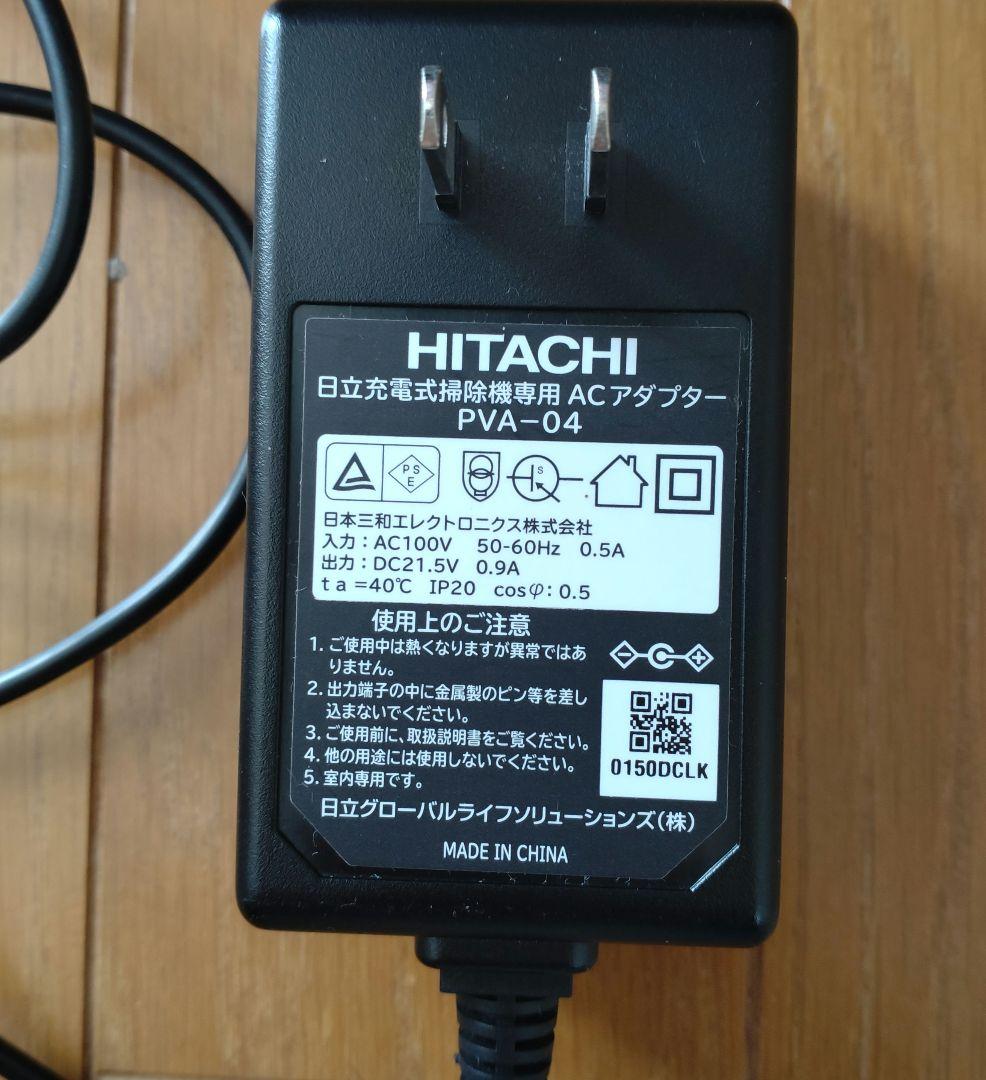 HITACHI
日立充電式掃除機専用 ACアダプター
PVA-04
PS
E
S
日本三和エレクトロニクス株式会社
入力：AC100V 50-60Hz 0.5A
出力：DC21.5V 0.9A
ta=40℃ IP20 cosφ: 0.5
使用上のご注意
1. ご使用中は熱くなりますが異常ではあ
りません。
2. 出力端子の中に金属製のピン等を差し
込まないでください。
3. ご使用前に、取扱説明書をご覧ください。
4. 他の用途には使用しないでください。
5. 室内専用です。
0150DCLK
日立グローバルライフソリューションズ(株)
MADE IN CHINA